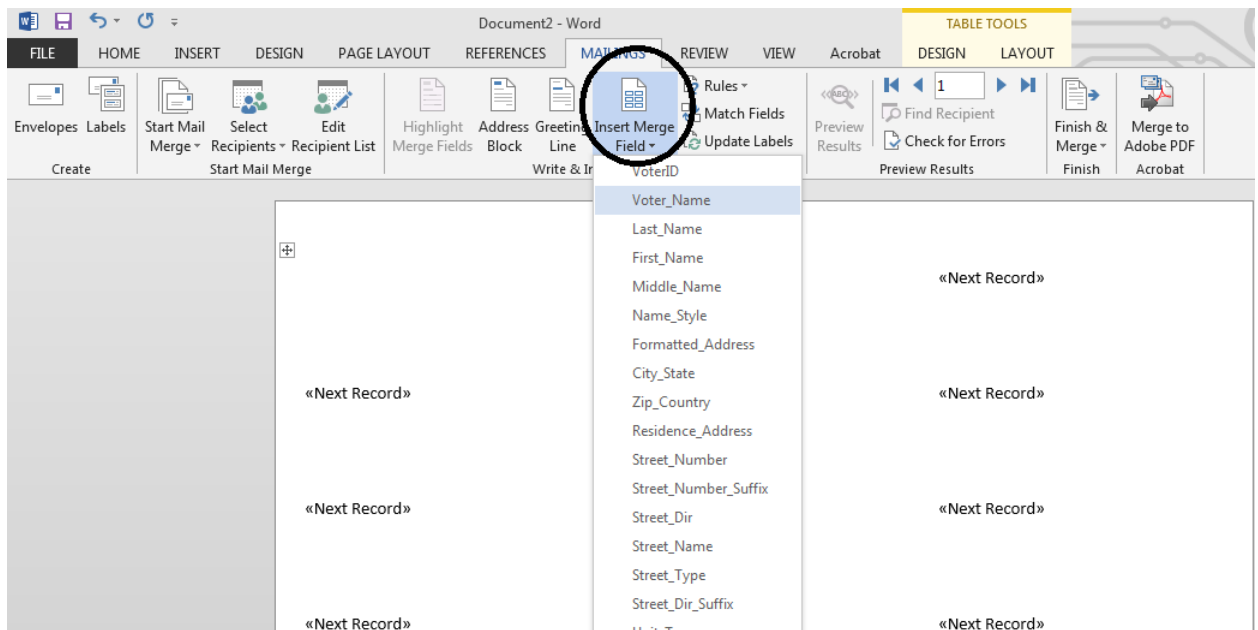 Document2 - Word
TABLE TOOLS
FILE HOME INSERT DESIGN PAGE LAYOUT REFERENCES MAILINGS REVIEW VIEW Acrobat DESIGN LAYOUT
Envelopes Labels
Create
Start Mail Merge
Select Recipients
Edit Recipient List
Start Mail Merge
Highlight Merge Fields
Address Block
Greeting Line
Insert Merge Field
Rules
Match Fields
Update Labels
Write & In
«ABC»
Preview Results
1
Find Recipient
Check for Errors
Preview Results
Finish & Merge
Finish
Merge to Adobe PDF
Acrobat
VoterID
Voter_Name
Last_Name
First_Name
Middle_Name
Name_Style
Formatted_Address
City_State
Zip_Country
Residence_Address
Street_Number
Street_Number_Suffix
Street_Dir
Street_Name
Street_Type
Street_Dir_Suffix
«Next Record»
«Next Record» «Next Record»
«Next Record» «Next Record»
«Next Record» «Next Record»